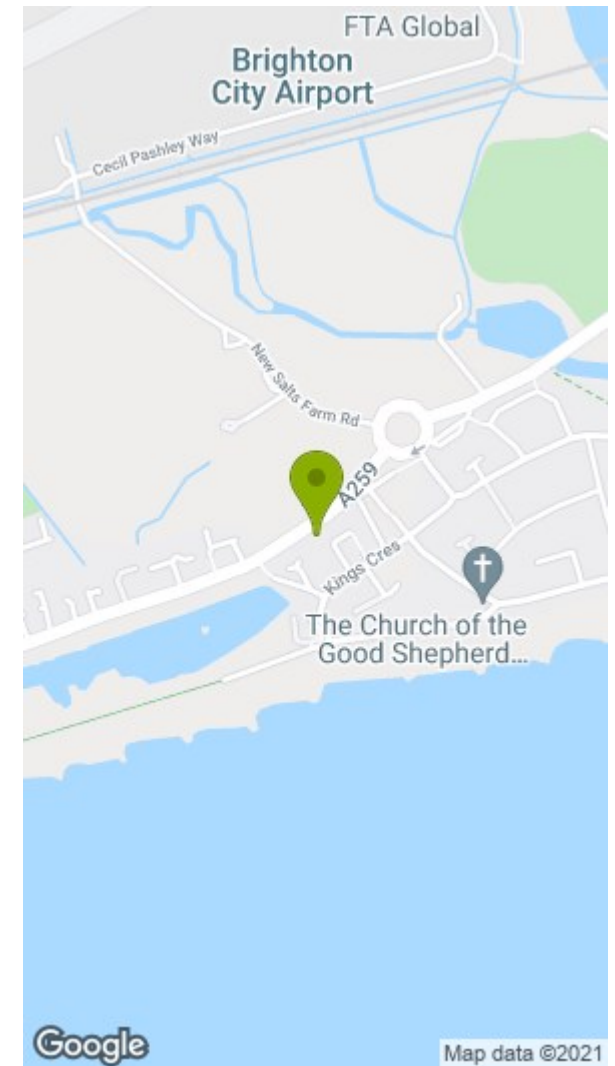 FTA Global
Brighton
City Airport
Cecil Pashley Way
New Salts Farm Rd
A259
Kings Cres
The Church of the
Good Shepherd...
Google
Map data ©2021